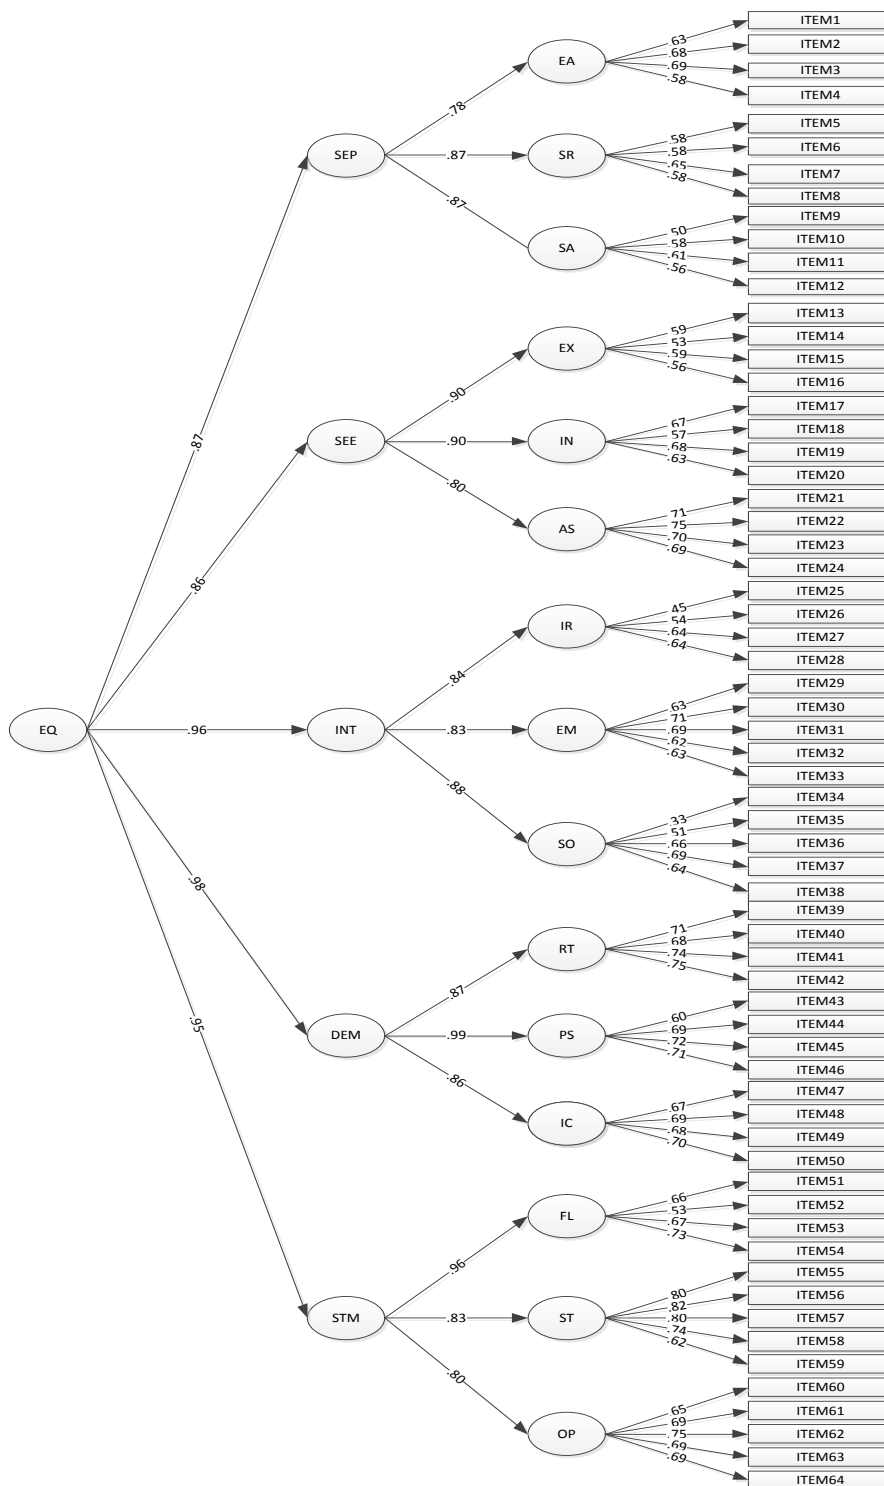 ITEM1
.63
ITEM2
.68
EA
.69
ITEM3
.58
ITEM4
.78
ITEM5
.58
ITEM6
.58
SEP
.87
SR
.65
ITEM7
.58
ITEM8
.87
ITEM9
.50
ITEM10
.58
SA
.61
ITEM11
.56
ITEM12
ITEM13
.59
ITEM14
.53
EX
.59
ITEM15
.56
ITEM16
.90
ITEM17
.67
ITEM18
.57
.87
SEE
.90
IN
.68
ITEM19
.63
ITEM20
.80
ITEM21
.71
ITEM22
.75
AS
.70
ITEM23
.69
ITEM24
.86
ITEM25
.45
ITEM26
.54
IR
.64
ITEM27
.64
ITEM28
.84
ITEM29
.63
ITEM30
.71
EQ
.96
INT
.83
EM
.69
ITEM31
.62
ITEM32
.63
ITEM33
.88
ITEM34
.33
ITEM35
.51
SO
.66
ITEM36
.69
ITEM37
.64
ITEM38
.98
ITEM39
.71
ITEM40
.68
RT
.74
ITEM41
.75
ITEM42
.87
ITEM43
.60
ITEM44
.69
.95
DEM
.99
PS
.72
ITEM45
.71
ITEM46
.86
ITEM47
.67
ITEM48
.69
IC
.68
ITEM49
.70
ITEM50
ITEM51
.66
ITEM52
.53
FL
.67
ITEM53
.73
ITEM54
.96
ITEM55
.80
ITEM56
.82
STM
.83
ST
.80
ITEM57
.74
ITEM58
.62
ITEM59
.80
ITEM60
.65
ITEM61
.69
OP
.75
ITEM62
.69
ITEM63
.69
ITEM64